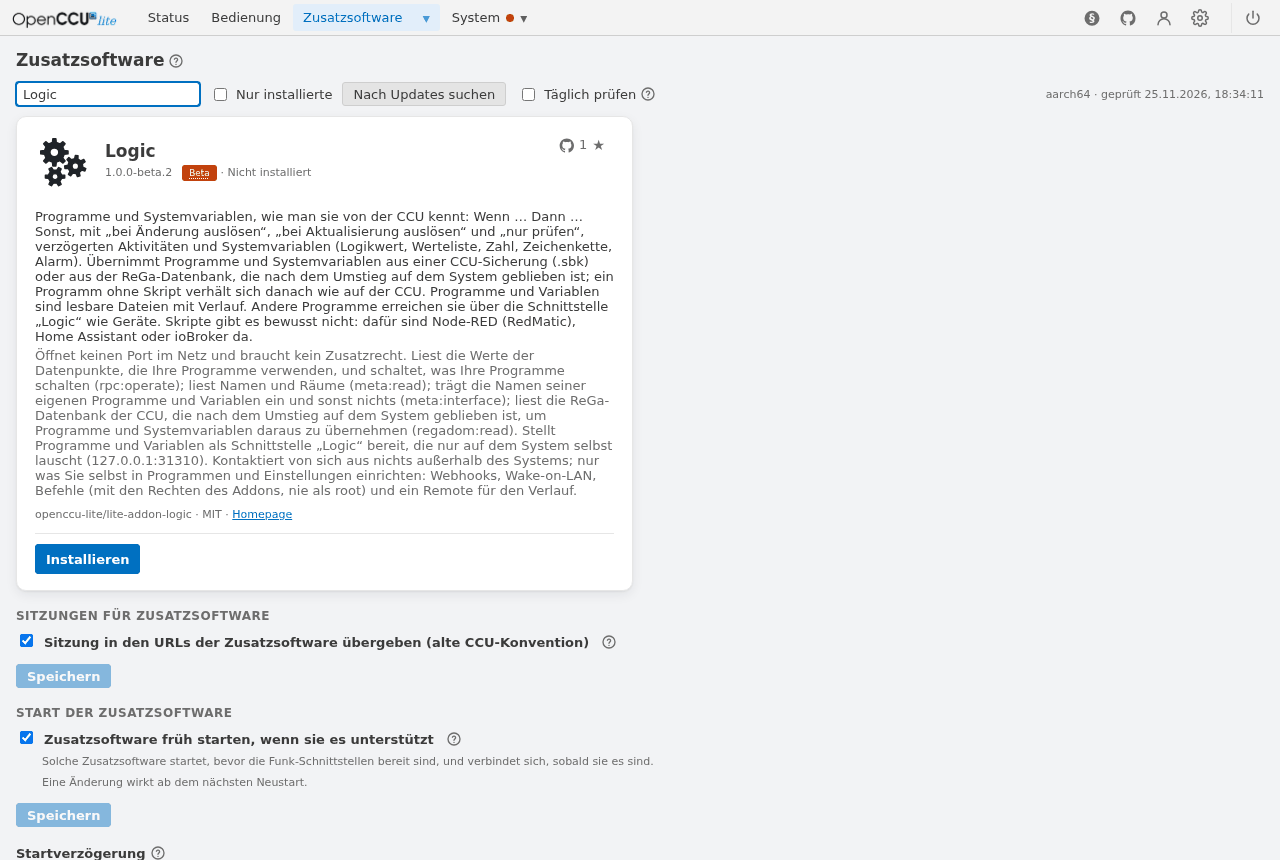 OpenCCU lite Status Bedienung Zusatzsoftware ▼ System ▼
Zusatzsoftware
Logic Nur installierte Nach Updates suchen Täglich prüfen aarch64 · geprüft 25.11.2026, 18:34:11
Logic 1 ★
1.0.0-beta.2 Beta · Nicht installiert
Programme und Systemvariablen, wie man sie von der CCU kennt: Wenn … Dann …
Sonst, mit „bei Änderung auslösen“, „bei Aktualisierung auslösen“ und „nur prüfen“,
verzögerten Aktivitäten und Systemvariablen (Logikwert, Werteliste, Zahl, Zeichenkette,
Alarm). Übernimmt Programme und Systemvariablen aus einer CCU-Sicherung (.sbk)
oder aus der ReGa-Datenbank, die nach dem Umstieg auf dem System geblieben ist; ein
Programm ohne Skript verhält sich danach wie auf der CCU. Programme und Variablen
sind lesbare Dateien mit Verlauf. Andere Programme erreichen sie über die Schnittstelle
„Logic“ wie Geräte. Skripte gibt es bewusst nicht: dafür sind Node-RED (RedMatic),
Home Assistant oder ioBroker da.
Öffnet keinen Port im Netz und braucht kein Zusatzrecht. Liest die Werte der
Datenpunkte, die Ihre Programme verwenden, und schaltet, was Ihre Programme
schalten (rpc:operate); liest Namen und Räume (meta:read); trägt die Namen seiner
eigenen Programme und Variablen ein und sonst nichts (meta:interface); liest die ReGa-
Datenbank der CCU, die nach dem Umstieg auf dem System geblieben ist, um
Programme und Systemvariablen daraus zu übernehmen (regadom:read). Stellt
Programme und Variablen als Schnittstelle „Logic“ bereit, die nur auf dem System selbst
lauscht (127.0.0.1:31310). Kontaktiert von sich aus nichts außerhalb des Systems; nur
was Sie selbst in Programmen und Einstellungen einrichten: Webhooks, Wake-on-LAN,
Befehle (mit den Rechten des Addons, nie als root) und ein Remote für den Verlauf.
openccu-lite/lite-addon-logic · MIT · Homepage
Installieren
SITZUNGEN FÜR ZUSATZSOFTWARE
Sitzung in den URLs der Zusatzsoftware übergeben (alte CCU-Konvention)
Speichern
START DER ZUSATZSOFTWARE
Zusatzsoftware früh starten, wenn sie es unterstützt
Solche Zusatzsoftware startet, bevor die Funk-Schnittstellen bereit sind, und verbindet sich, sobald sie es sind.
Eine Änderung wirkt ab dem nächsten Neustart.
Speichern
Startverzögerung